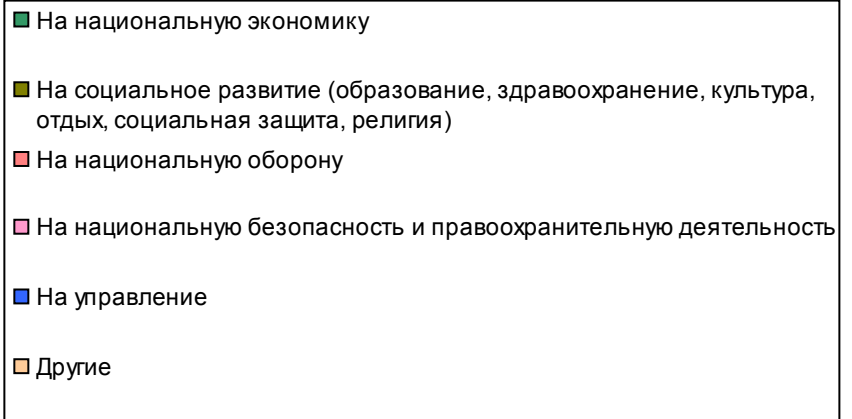 На национальную экономику
На социальное развитие (образование, здравоохранение, культура,
отдых, социальная защита, религия)
На национальную оборону
На национальную безопасность и правоохранительную деятельность
На управление
Другие